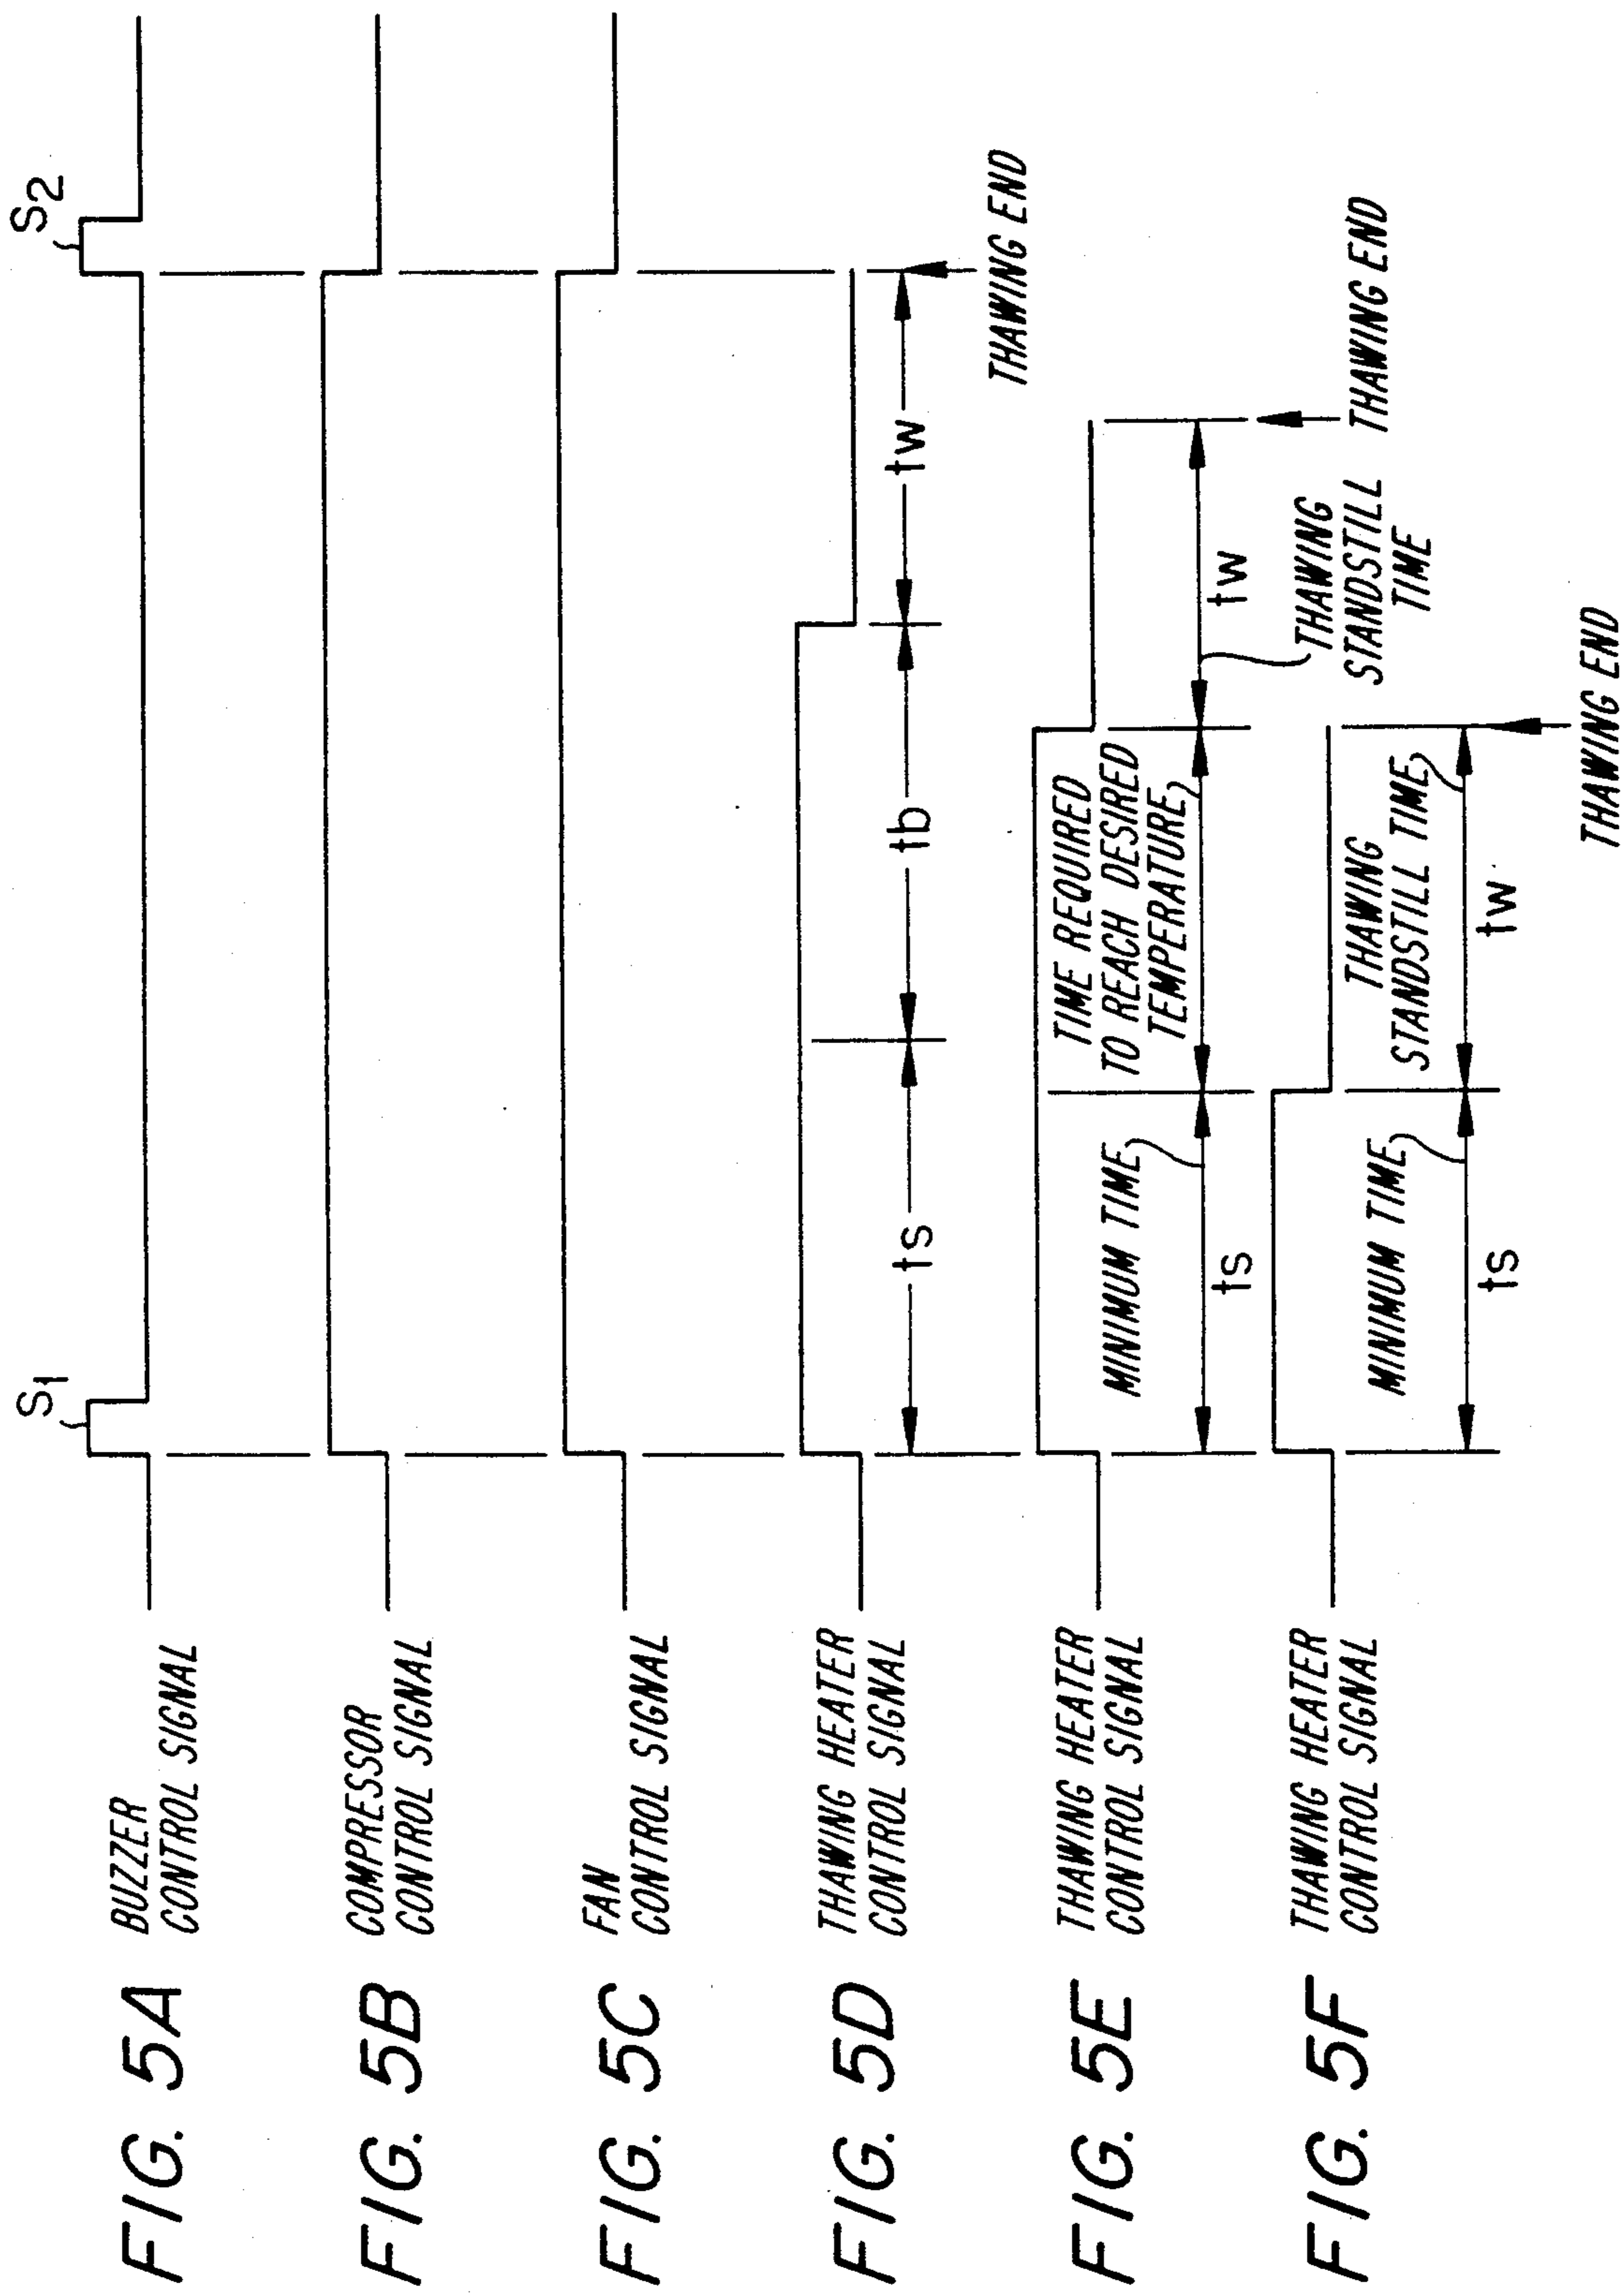 FIG. 5A
BUZZER
CONTROL SIGNAL
S1
S2
FIG. 5B
COMPRESSOR
CONTROL SIGNAL
FIG. 5C
FAN
CONTROL SIGNAL
FIG. 5D
THAWING HEATER
CONTROL SIGNAL
ts
tb
tw
THAWING END
FIG. 5E
THAWING HEATER
CONTROL SIGNAL
MINIMUM TIME
ts
TIME REQUIRED
TO REACH DESIRED
TEMPERATURE
tw
THAWING
STANDSTILL
TIME
THAWING END
FIG. 5F
THAWING HEATER
CONTROL SIGNAL
MINIMUM TIME
ts
THAWING
STANDSTILL TIME
tw
THAWING END